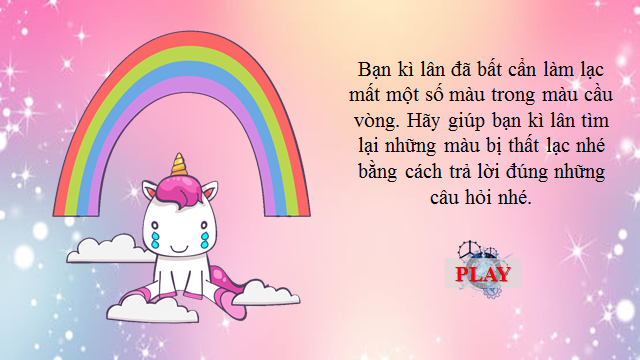 Bạn kì lân đã bất cẩn làm lạc
mất một số màu trong màu cầu
vòng. Hãy giúp bạn kì lân tìm
lại những màu bị thất lạc nhé
bằng cách trả lời đúng những
câu hỏi nhé.
PLAY